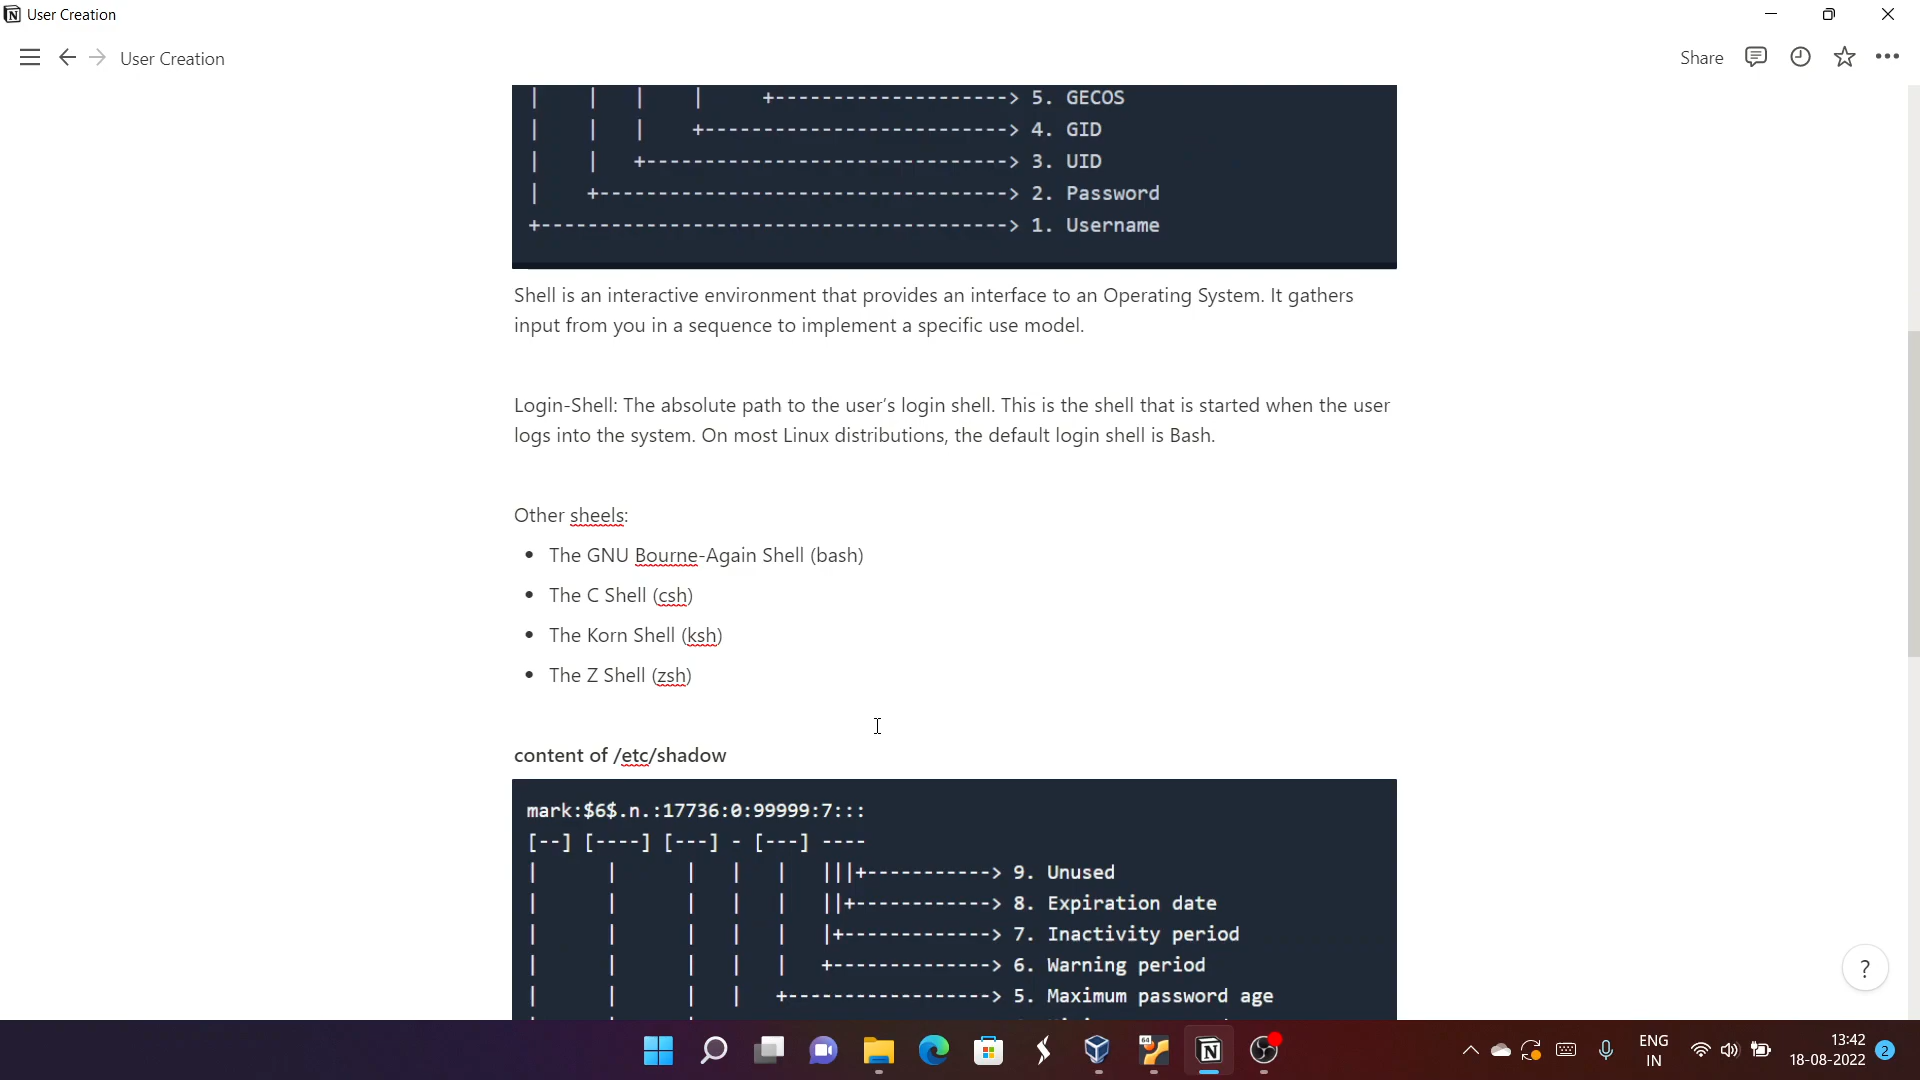 User Creation
User Creation
Share
|    |   |    |     +--------------------> 5. GECOS
|    |   |    +--------------------------> 4. GID
|    |   +-------------------------------> 3. UID
|    +-----------------------------------> 2. Password
+----------------------------------------> 1. Username
Shell is an interactive environment that provides an interface to an Operating System. It gathers
input from you in a sequence to implement a specific use model.
Login-Shell: The absolute path to the user's login shell. This is the shell that is started when the user
logs into the system. On most Linux distributions, the default login shell is Bash.
Other sheels:
• The GNU Bourne-Again Shell (bash)
• The C Shell (csh)
• The Korn Shell (ksh)
• The Z Shell (zsh)
content of /etc/shadow
mark:$6$.n.:17736:0:99999:7:::
[--] [----] [---] - [---] ----
|      |      |   |   |   |||+-----------> 9. Unused
|      |      |   |   |   ||+------------> 8. Expiration date
|      |      |   |   |   |+-------------> 7. Inactivity period
|      |      |   |   |   +--------------> 6. Warning period
|      |      |   |   +------------------> 5. Maximum password age
?
64
ENG
IN
13:42
18-08-2022
2